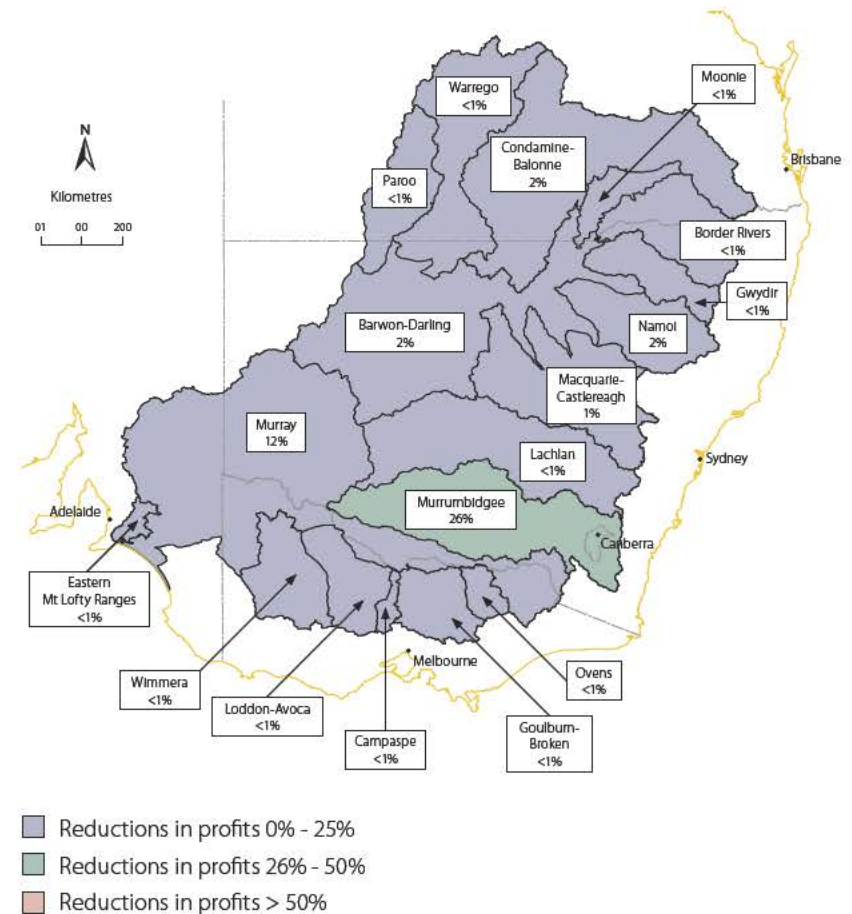 Moonie
<1%
Warrego
<1%
N
Condamine-
Balonne
2%
Brisbane
Paroo
<1%
Kilometres
01 00 200
Border Rivers
<1%
Gwydir
<1%
Barwon-Darling
2%
Namoi
2%
Macquarie-
Castlereagh
1%
Murray
12%
Lachlan
<1%
Sydney
Murrumbidgee
26%
Adelaide
Canberra
Eastern
Mt Lofty Ranges
<1%
Melbourne
Wimmera
<1%
Ovens
<1%
Loddon-Avoca
<1%
Goulburn-
Broken
<1%
Campaspe
<1%
Reductions in profits 0% - 25%
Reductions in profits 26% - 50%
Reductions in profits > 50%